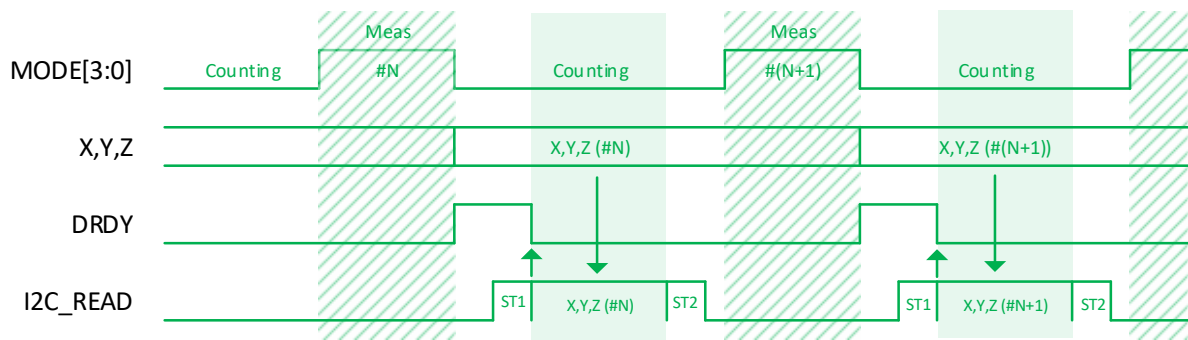 Meas
Meas
MODE[3:0]
Counting
#N
Counting
#(N+1)
Counting
X,Y,Z
X,Y,Z (#N)
X,Y,Z (#(N+1))
DRDY
I2C_READ
ST1
X,Y,Z (#N)
ST2
ST1
X,Y,Z (#N+1)
ST2